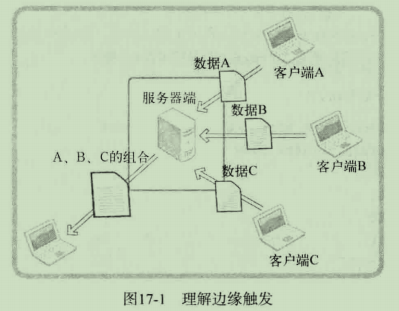 数据A
客户端A
服务器端
数据B
A、B、C的组合
客户端B
数据C
客户端C
图17-1 理解边缘触发